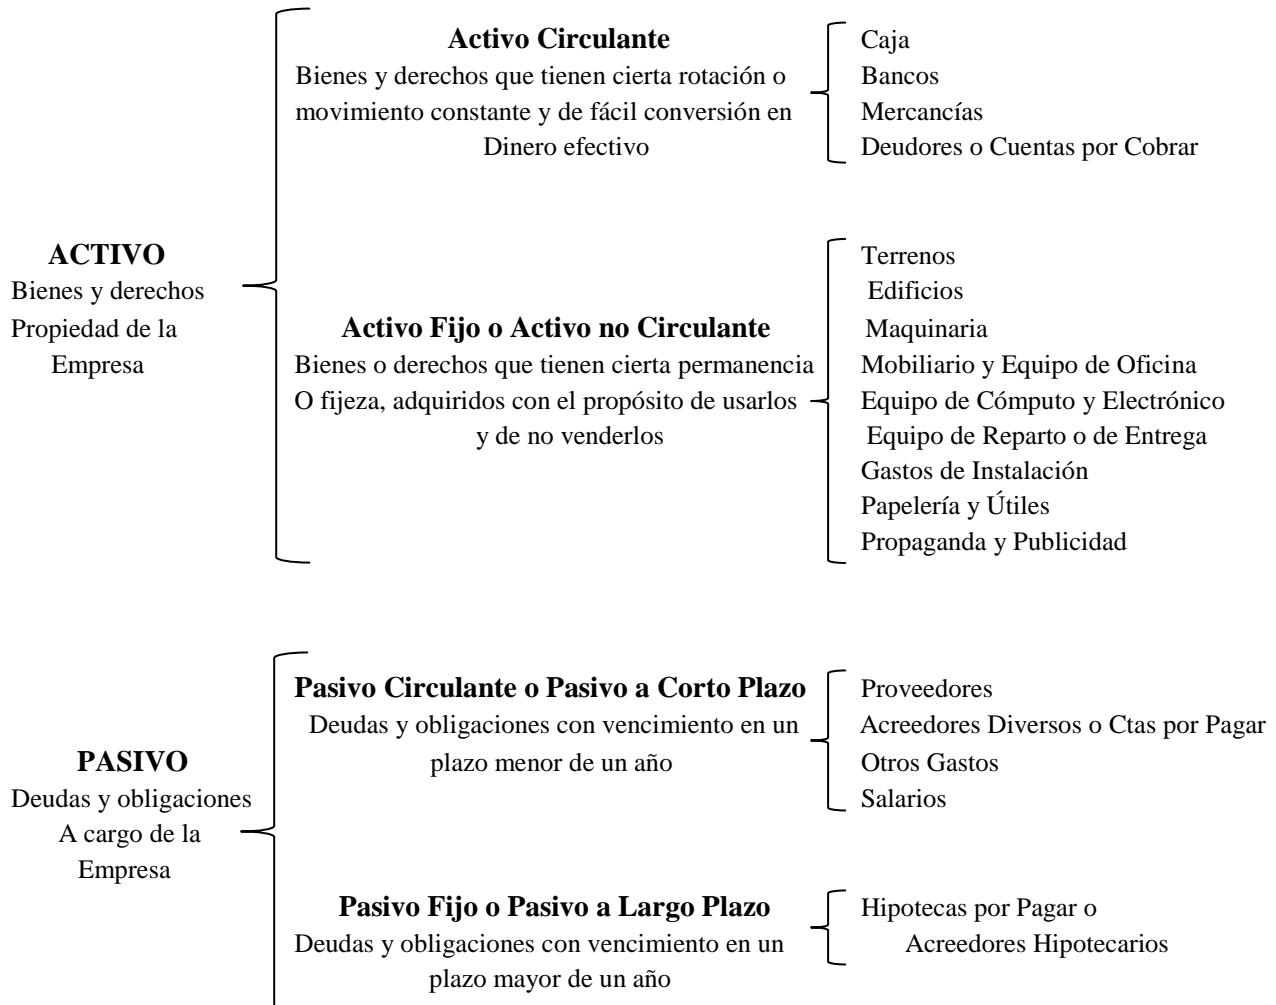 ACTIVO
Bienes y derechos
Propiedad de la
Empresa
Activo Circulante
Bienes y derechos que tienen cierta rotación o
movimiento constante y de fácil conversión en
Dinero efectivo
Caja
Bancos
Mercancías
Deudores o Cuentas por Cobrar
Activo Fijo o Activo no Circulante
Bienes o derechos que tienen cierta permanencia
O fijeza, adquiridos con el propósito de usarlos
y de no venderlos
Terrenos
Edificios
Maquinaria
Mobiliario y Equipo de Oficina
Equipo de Cómputo y Electrónico
Equipo de Reparto o de Entrega
Gastos de Instalación
Papelería y Útiles
Propaganda y Publicidad
PASIVO
Deudas y obligaciones
A cargo de la
Empresa
Pasivo Circulante o Pasivo a Corto Plazo
Deudas y obligaciones con vencimiento en un
plazo menor de un año
Proveedores
Acreedores Diversos o Ctas por Pagar
Otros Gastos
Salarios
Pasivo Fijo o Pasivo a Largo Plazo
Deudas y obligaciones con vencimiento en un
plazo mayor de un año
Hipotecas por Pagar o
Acreedores Hipotecarios